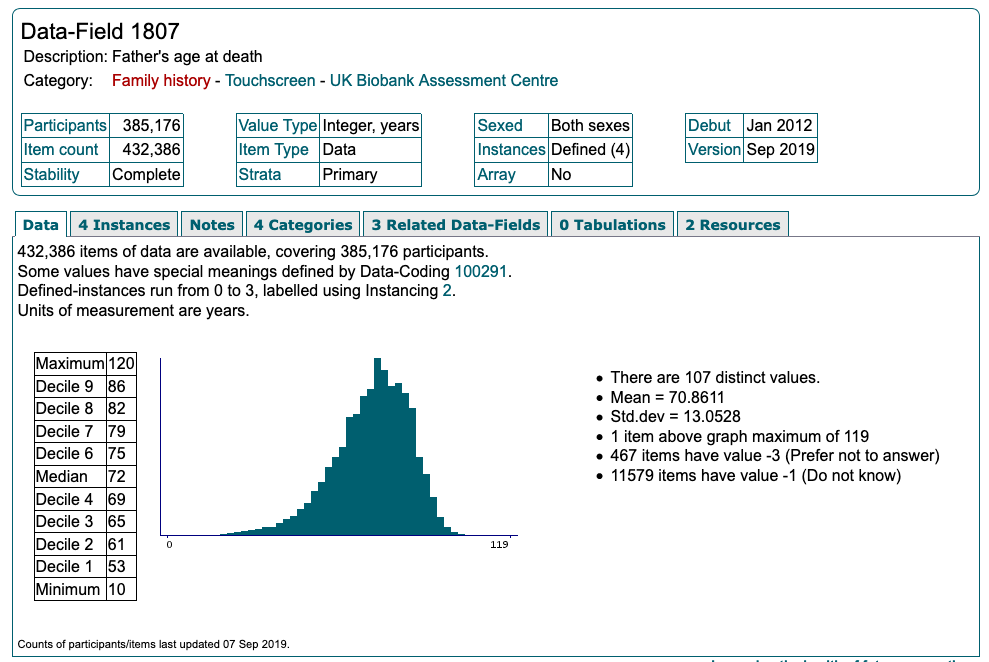 Data-Field 1807
Description: Father's age at death
Category: Family history - Touchscreen - UK Biobank Assessment Centre
Participants 385,176
Item count 432,386
Stability Complete
Value Type Integer, years
Item Type Data
Strata Primary
Sexed Both sexes
Instances Defined (4)
Array No
Debut Jan 2012
Version Sep 2019
Data 4 Instances Notes 4 Categories 3 Related Data-Fields 0 Tabulations 2 Resources
432,386 items of data are available, covering 385,176 participants.
Some values have special meanings defined by Data-Coding 100291.
Defined-instances run from 0 to 3, labelled using Instancing 2.
Units of measurement are years.
Maximum 120
Decile 9 86
Decile 8 82
Decile 7 79
Decile 6 75
Median 72
Decile 4 69
Decile 3 65
Decile 2 61
Decile 1 53
Minimum 10
0 119
• There are 107 distinct values.
• Mean = 70.8611
• Std.dev = 13.0528
• 1 item above graph maximum of 119
• 467 items have value -3 (Prefer not to answer)
• 11579 items have value -1 (Do not know)
Counts of participants/items last updated 07 Sep 2019.